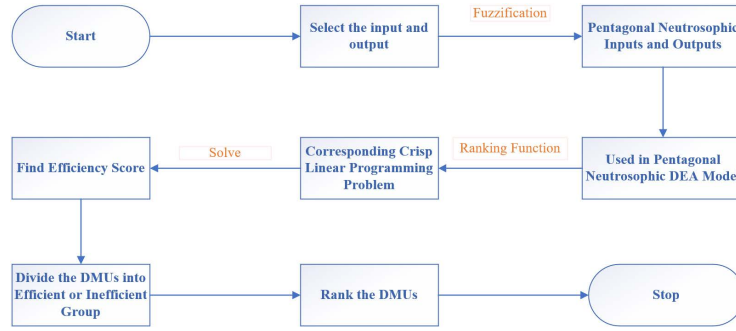 Start
Select the input and
output
Fuzzification
Pentagonal Neutrosophic
Inputs and Outputs
Find Efficiency Score
Solve
Corresponding Crisp
Linear Programming
Problem
Ranking Function
Used in Pentagonal
Neutrosophic DEA Mode
Divide the DMUs into
Efficient or Inefficient
Group
Rank the DMUs
Stop